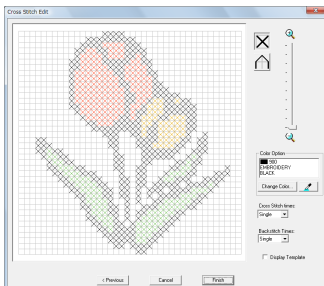 Cross Stitch Edit
Color Option
900
EMBROIDERY
BLACK
Change Color...
Cross Stitch times:
Single
Backstitch Times:
Single
Display Template
< Previous
Cancel
Finish